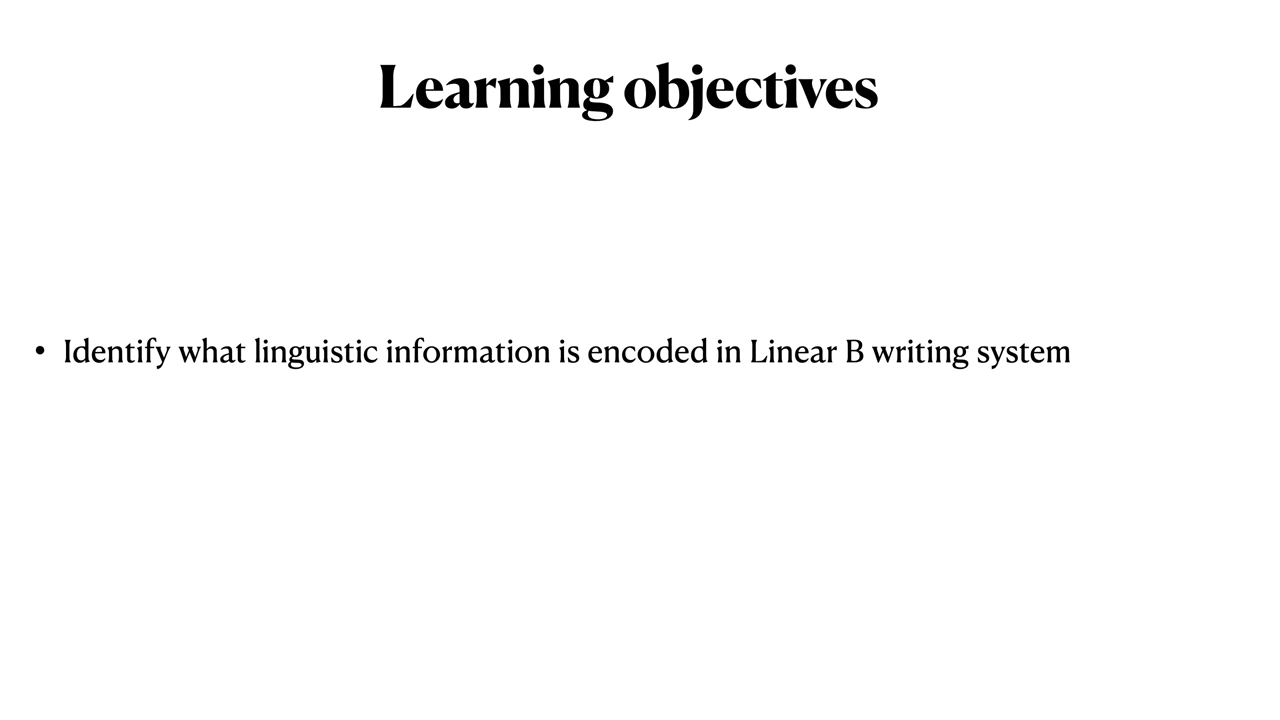 Learning objectives
• Identify what linguistic information is encoded in Linear B writing system